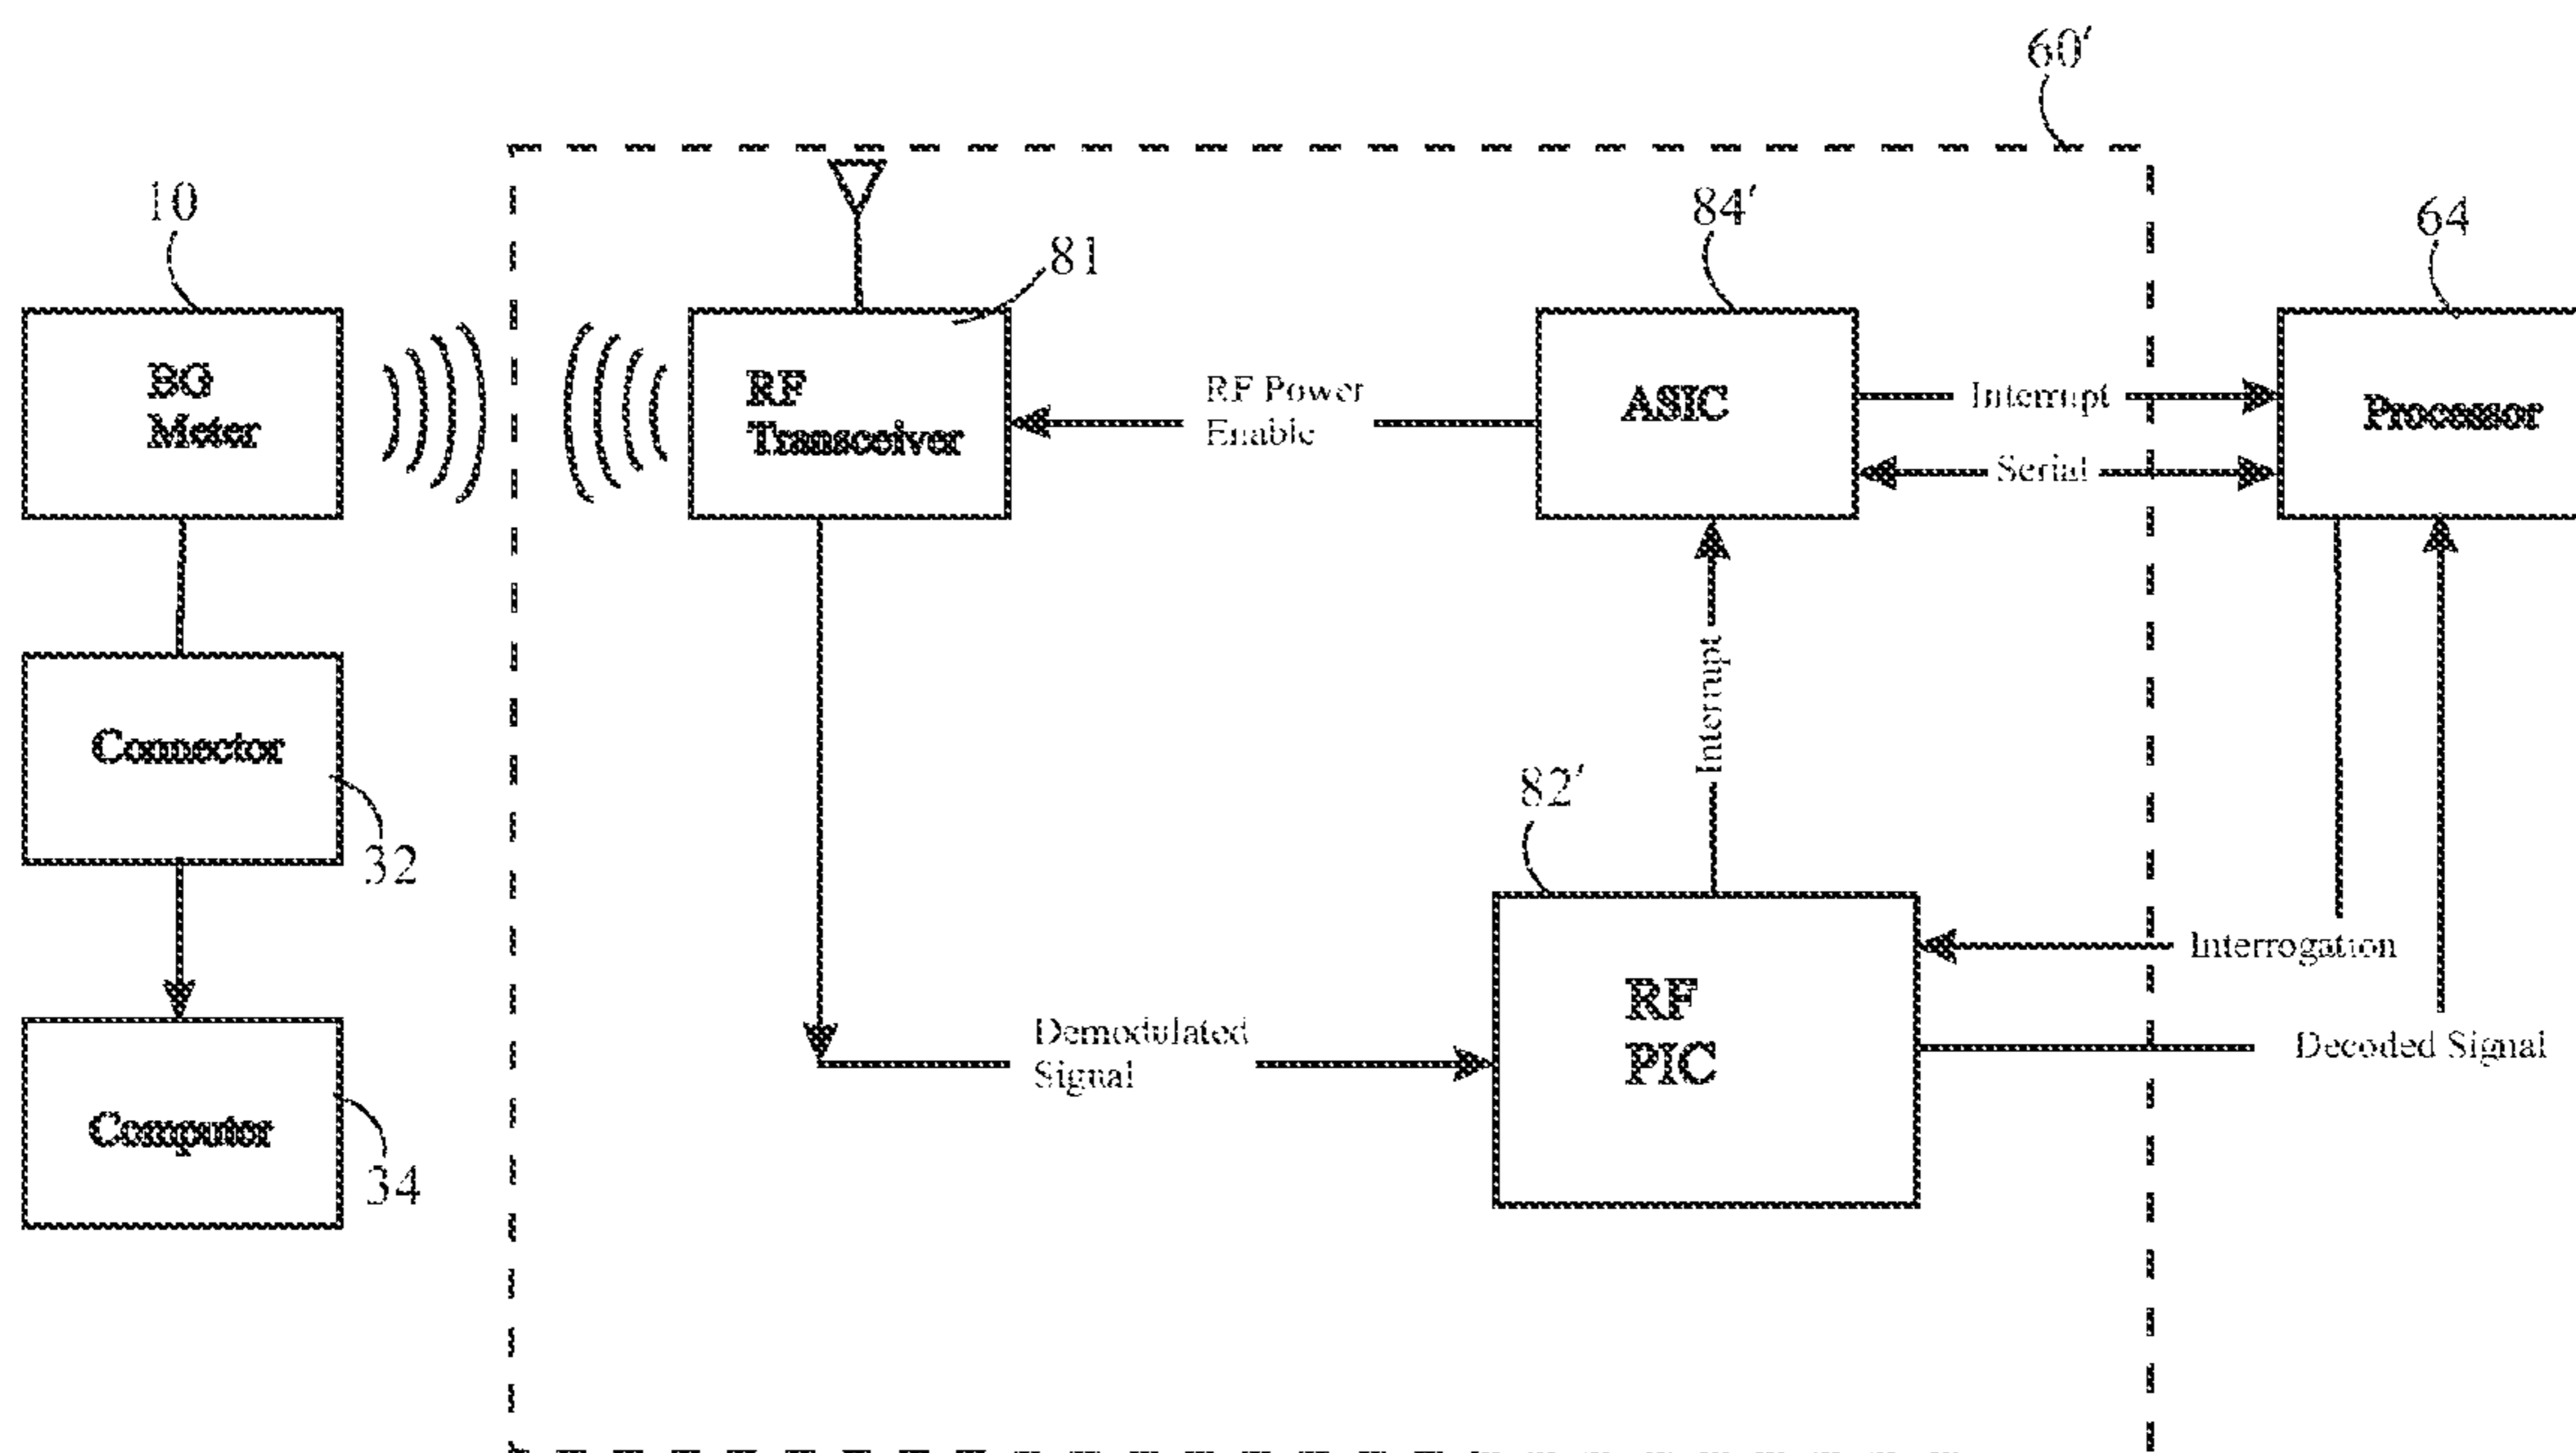 60′
10
84′
64
81
BG
Meter
RF
Transceiver
RF Power
Enable
ASIC
Interrupt
Serial
Processor
Interrupt
Connector
32
82′
Interrogation
RF
PIC
Demodulated
Signal
Decoded Signal
Computer
34